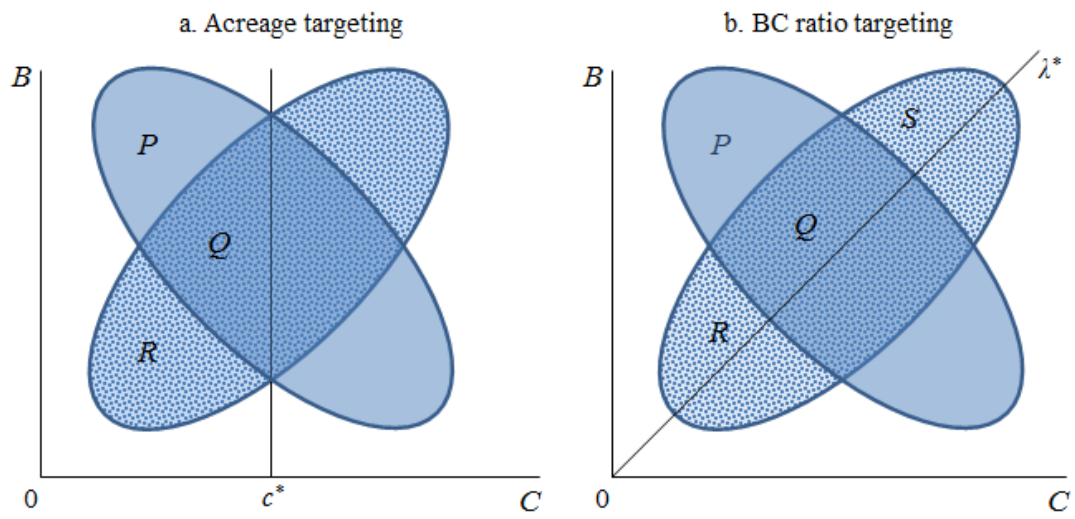 a. Acreage targeting
B
P
Q
R
0
c*
C
b. BC ratio targeting
B
λ*
S
P
Q
R
0
C